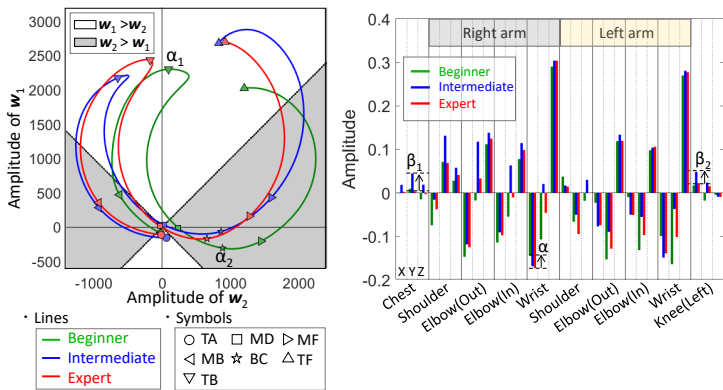 w1 > w2
w2 > w1
3000
2500
2000
1500
1000
500
0
-500
Amplitude of w1
-1000
0
1000
2000
Amplitude of w2
α1
α2
· Lines
Beginner
Intermediate
Expert
· Symbols
TA
MD
MF
MB
BC
TF
TB
Right arm
Left arm
Beginner
Intermediate
Expert
0.4
0.3
0.2
0.1
0
-0.1
-0.2
Amplitude
β1
β2
α
X Y Z
Chest
Shoulder
Elbow(Out)
Elbow(In)
Wrist
Shoulder
Elbow(Out)
Elbow(In)
Wrist
Knee(Left)